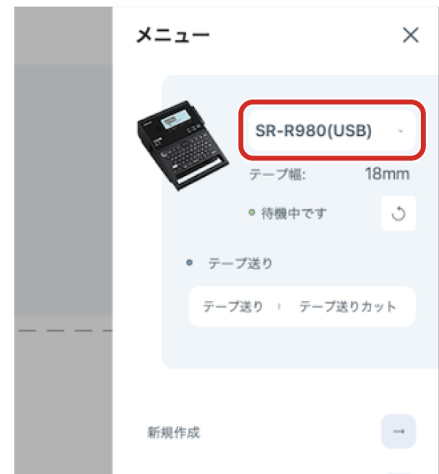 メニュー
SR-R980(USB)
テープ幅: 18mm
待機中です
テープ送り
テープ送り テープ送りカット
新規作成